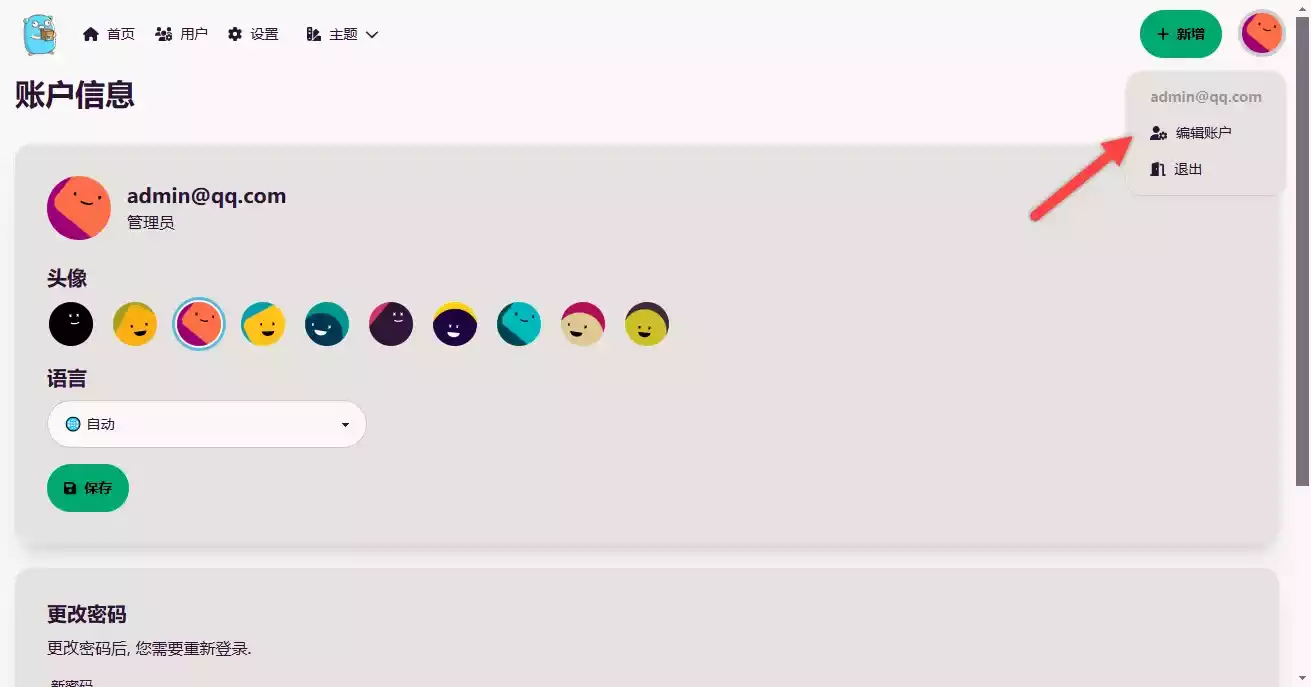 首页 用户 设置 主题
新增
账户信息
admin@qq.com
编辑账户
退出
admin@qq.com
管理员
头像
语言
自动
保存
更改密码
更改密码后, 您需要重新登录.
新密码